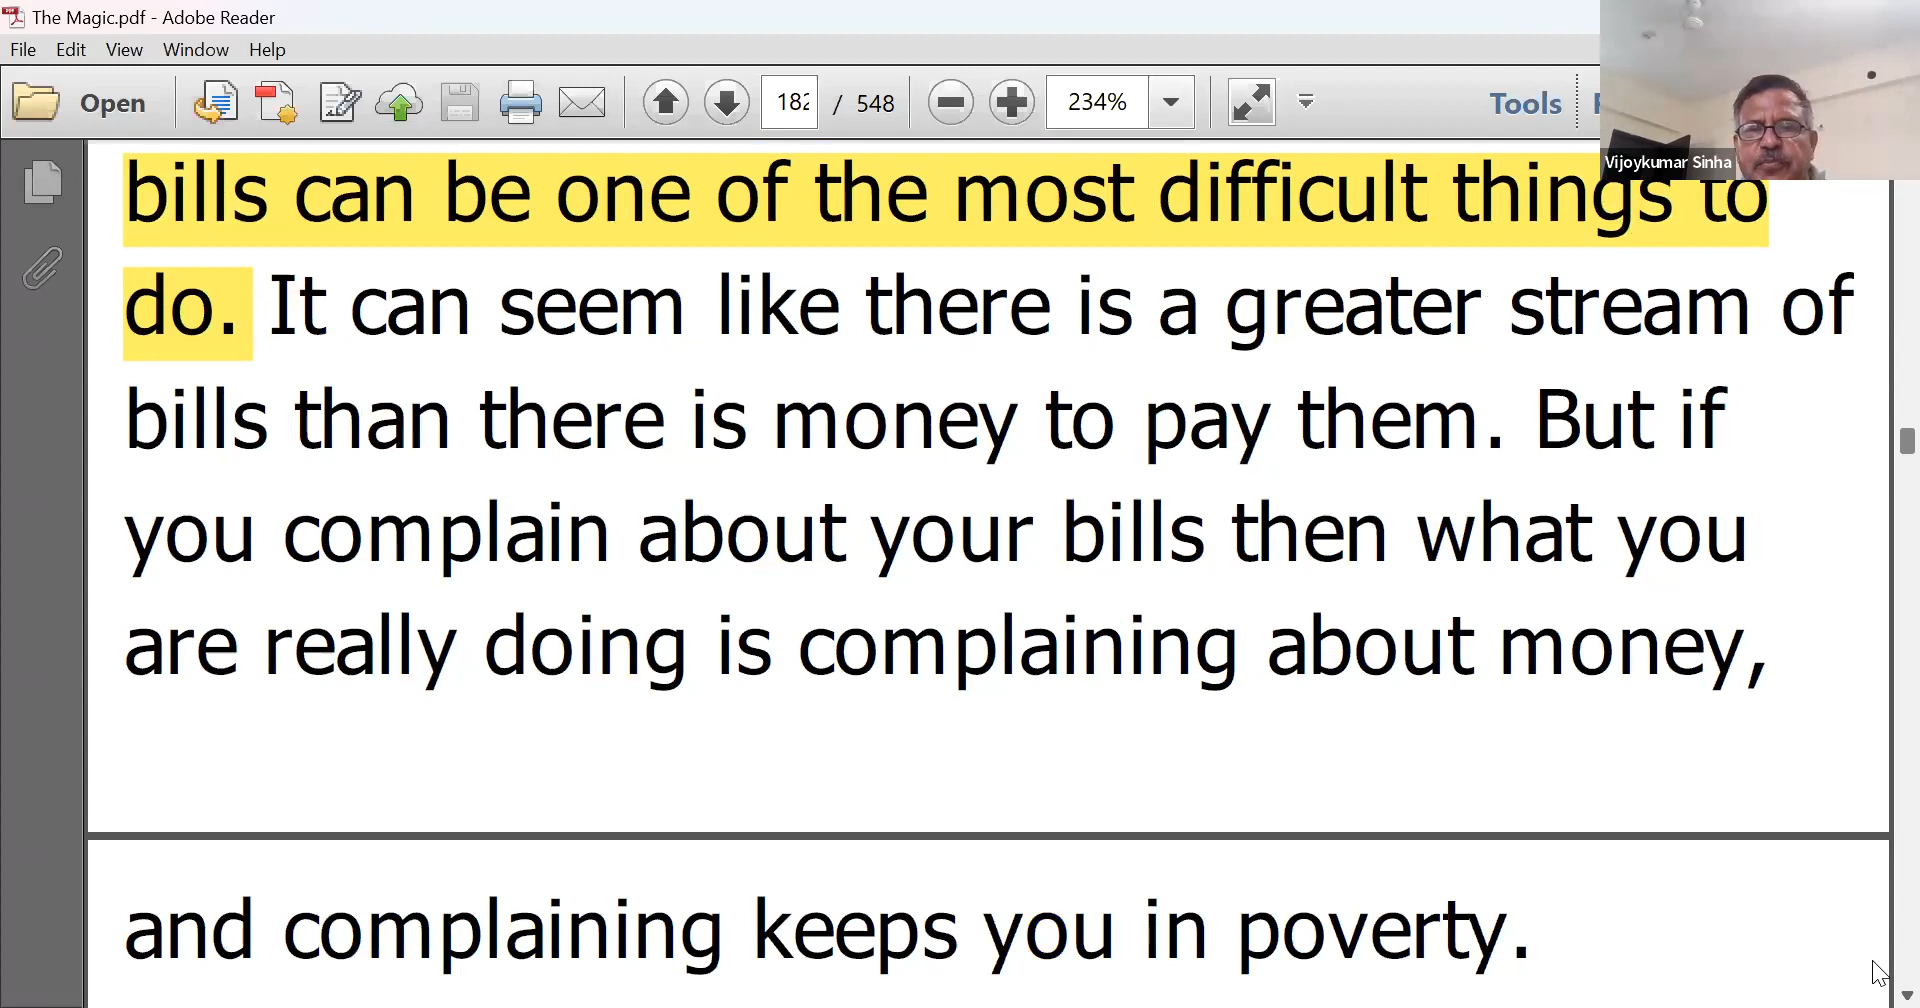 The Magic.pdf - Adobe Reader
File Edit View Window Help
Open 182 / 548 234% Tools
Vijoykumar Sinha
bills can be one of the most difficult things to
do. It can seem like there is a greater stream of
bills than there is money to pay them. But if
you complain about your bills then what you
are really doing is complaining about money,
and complaining keeps you in poverty.